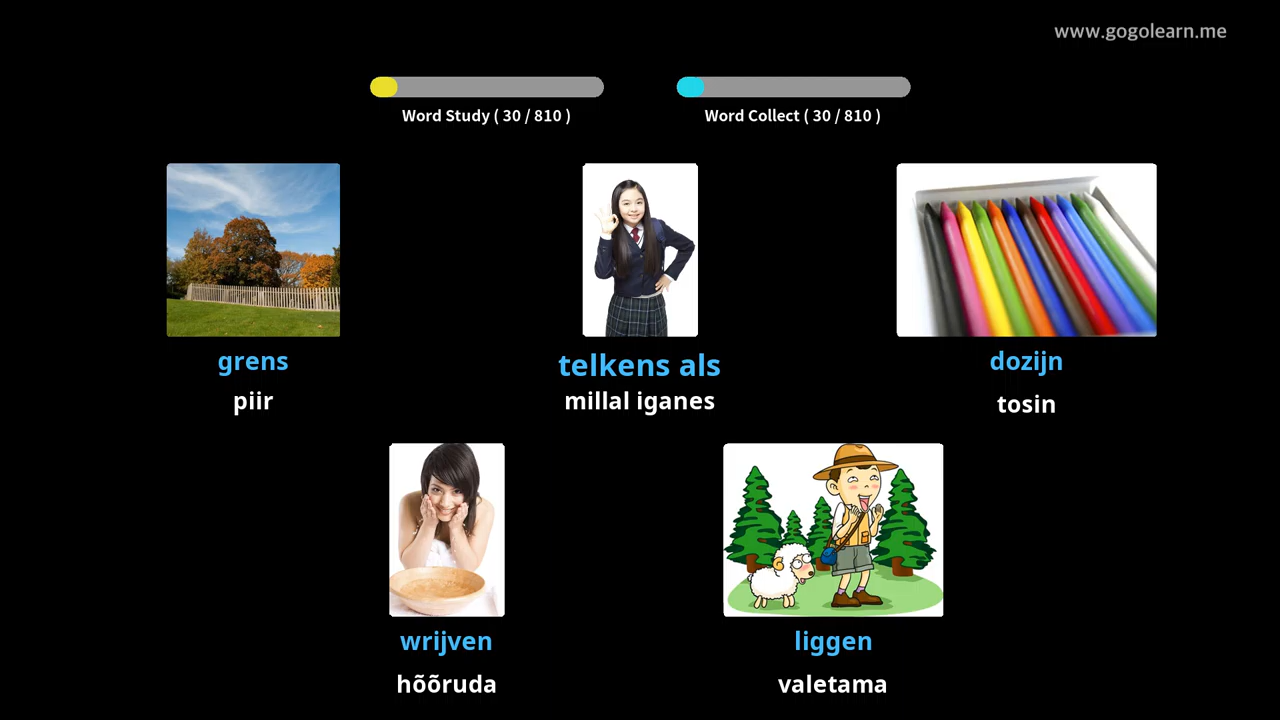 www.gogolearn.me
Word Study ( 30 / 810 )
Word Collect ( 30 / 810 )
grens
piir
telkens als
millal iganes
dozijn
tosin
wrijven
hõõruda
liggen
valetama